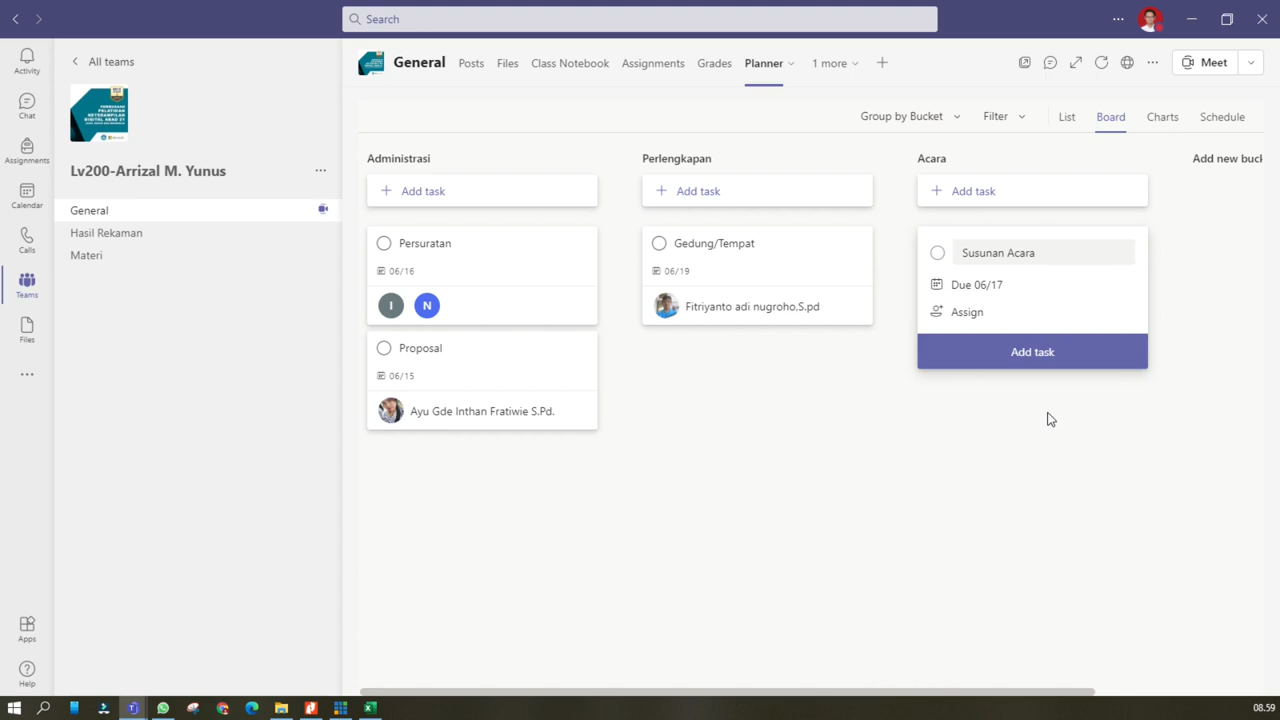 Search
Activity
Chat
Assignments
Calendar
Calls
Teams
Files
Apps
Help
All teams
Lv200-Arrizal M. Yunus
General
Hasil Rekaman
Materi
General Posts Files Class Notebook Assignments Grades Planner 1 more Meet
Group by Bucket Filter List Board Charts Schedule
Administrasi
Add task
Persuratan
06/16
I N
Proposal
06/15
Ayu Gde Inthan Fratiwie S.Pd.
Perlengkapan
Add task
Gedung/Tempat
06/19
Fitriyanto adi nugroho,S.pd
Acara
Add task
Susunan Acara
Due 06/17
Assign
Add task
Add new buck
08.59